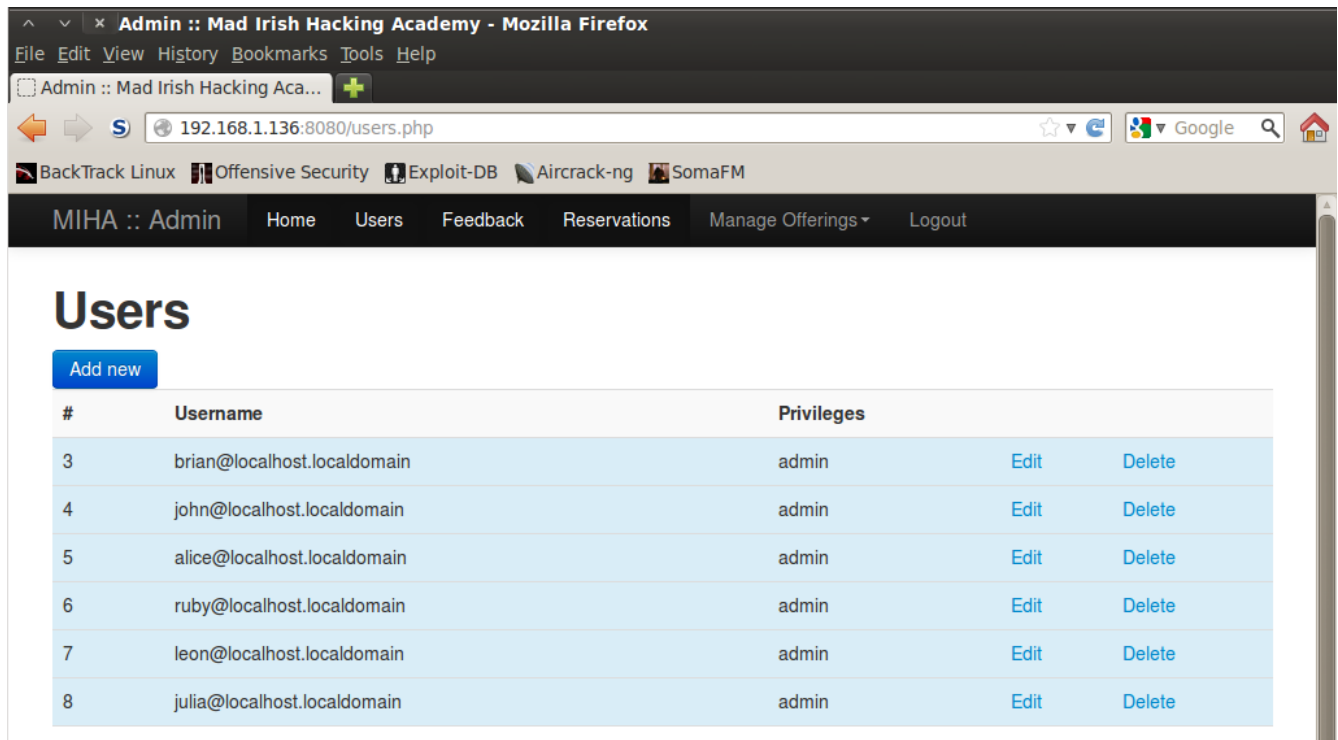 Admin :: Mad Irish Hacking Academy - Mozilla Firefox
File Edit View History Bookmarks Tools Help
Admin :: Mad Irish Hacking Aca...
S 192.168.1.136:8080/users.php Google
BackTrack Linux Offensive Security Exploit-DB Aircrack-ng SomaFM
MIHA :: Admin Home Users Feedback Reservations Manage Offerings Logout
Users
Add new
# Username Privileges
3 brian@localhost.localdomain admin Edit Delete
4 john@localhost.localdomain admin Edit Delete
5 alice@localhost.localdomain admin Edit Delete
6 ruby@localhost.localdomain admin Edit Delete
7 leon@localhost.localdomain admin Edit Delete
8 julia@localhost.localdomain admin Edit Delete